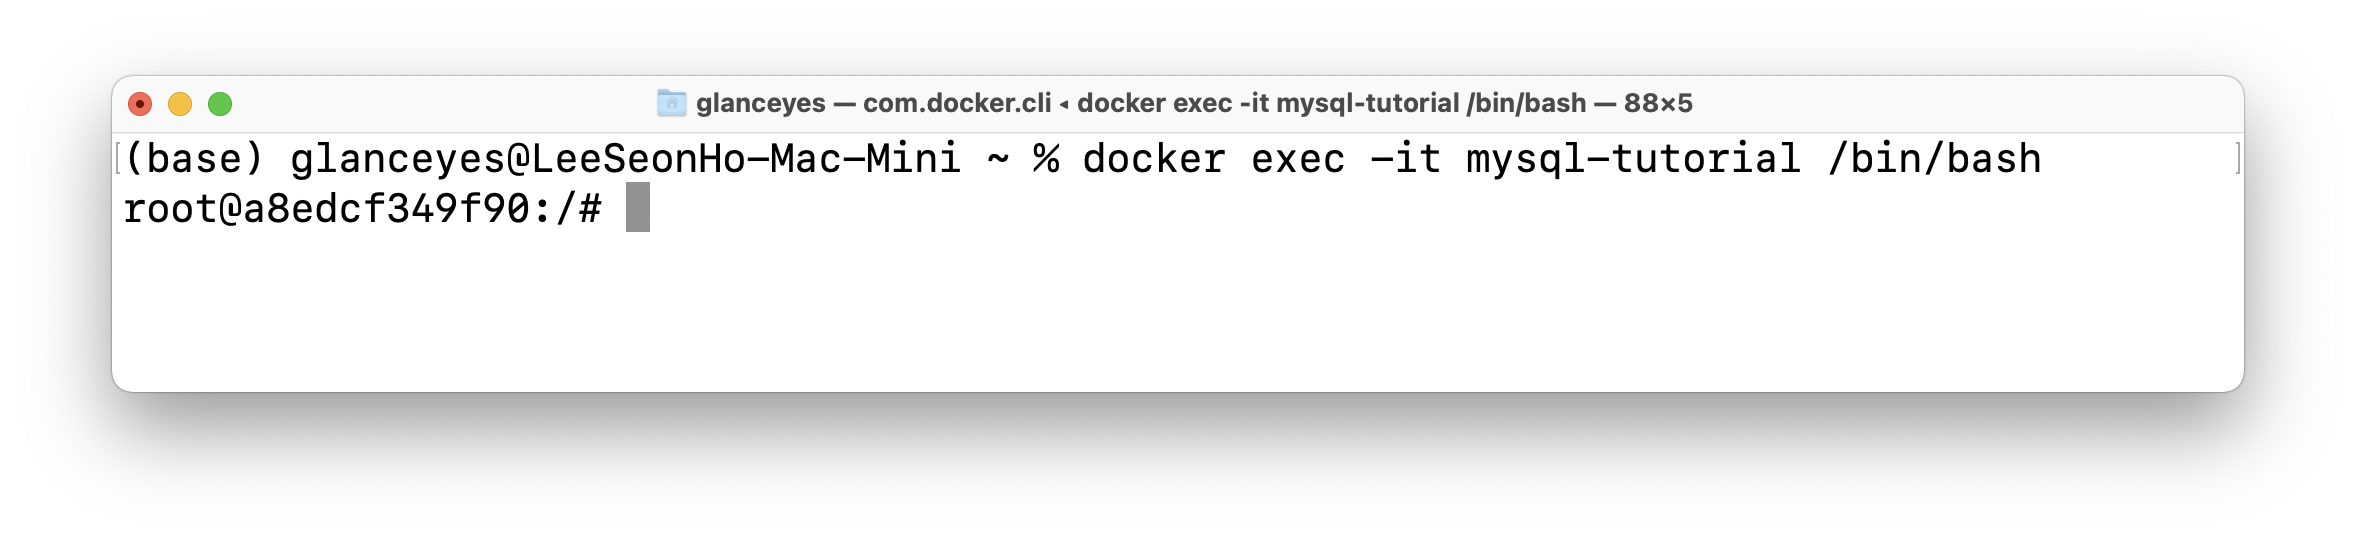 glanceyes — com.docker.cli ◂ docker exec -it mysql-tutorial /bin/bash — 88×5
(base) glanceyes@LeeSeonHo-Mac-Mini ~ % docker exec -it mysql-tutorial /bin/bash
root@a8edcf349f90:/#